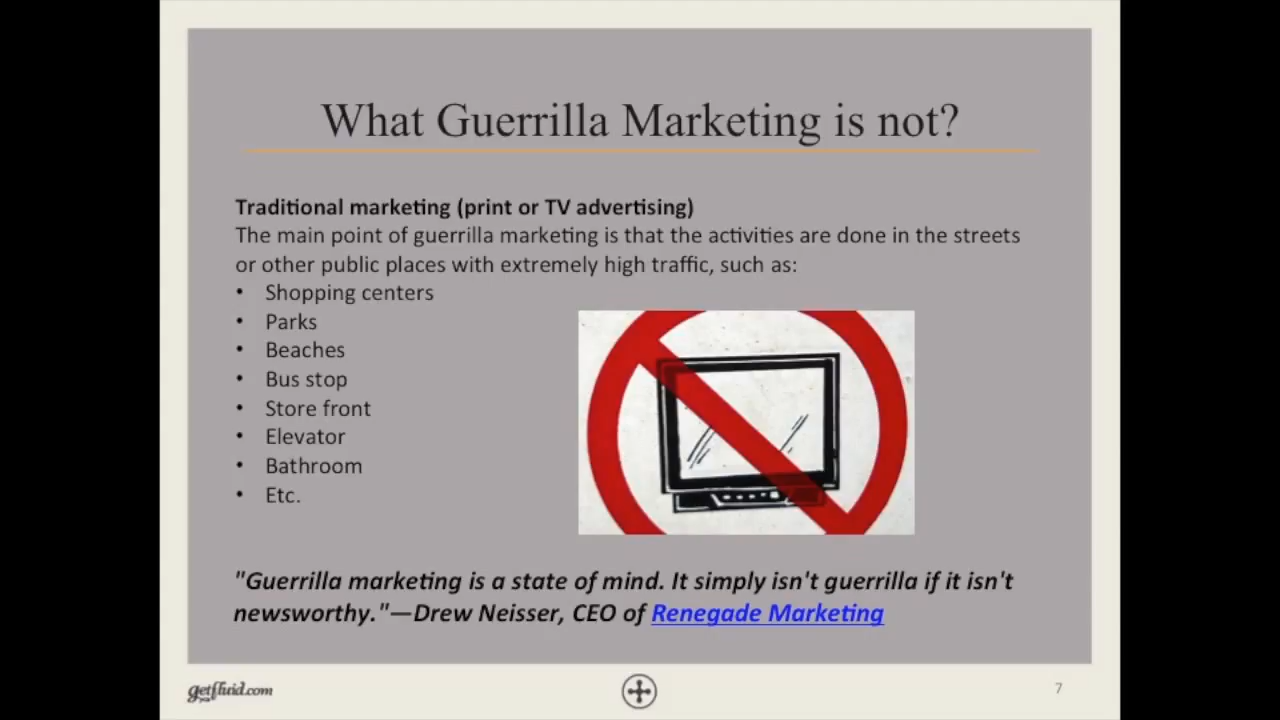 What Guerrilla Marketing is not?
Traditional marketing (print or TV advertising)
The main point of guerrilla marketing is that the activities are done in the streets
or other public places with extremely high traffic, such as:
• Shopping centers
• Parks
• Beaches
• Bus stop
• Store front
• Elevator
• Bathroom
• Etc.
"Guerrilla marketing is a state of mind. It simply isn't guerrilla if it isn't
newsworthy."—Drew Neisser, CEO of Renegade Marketing
getfluid.com
7